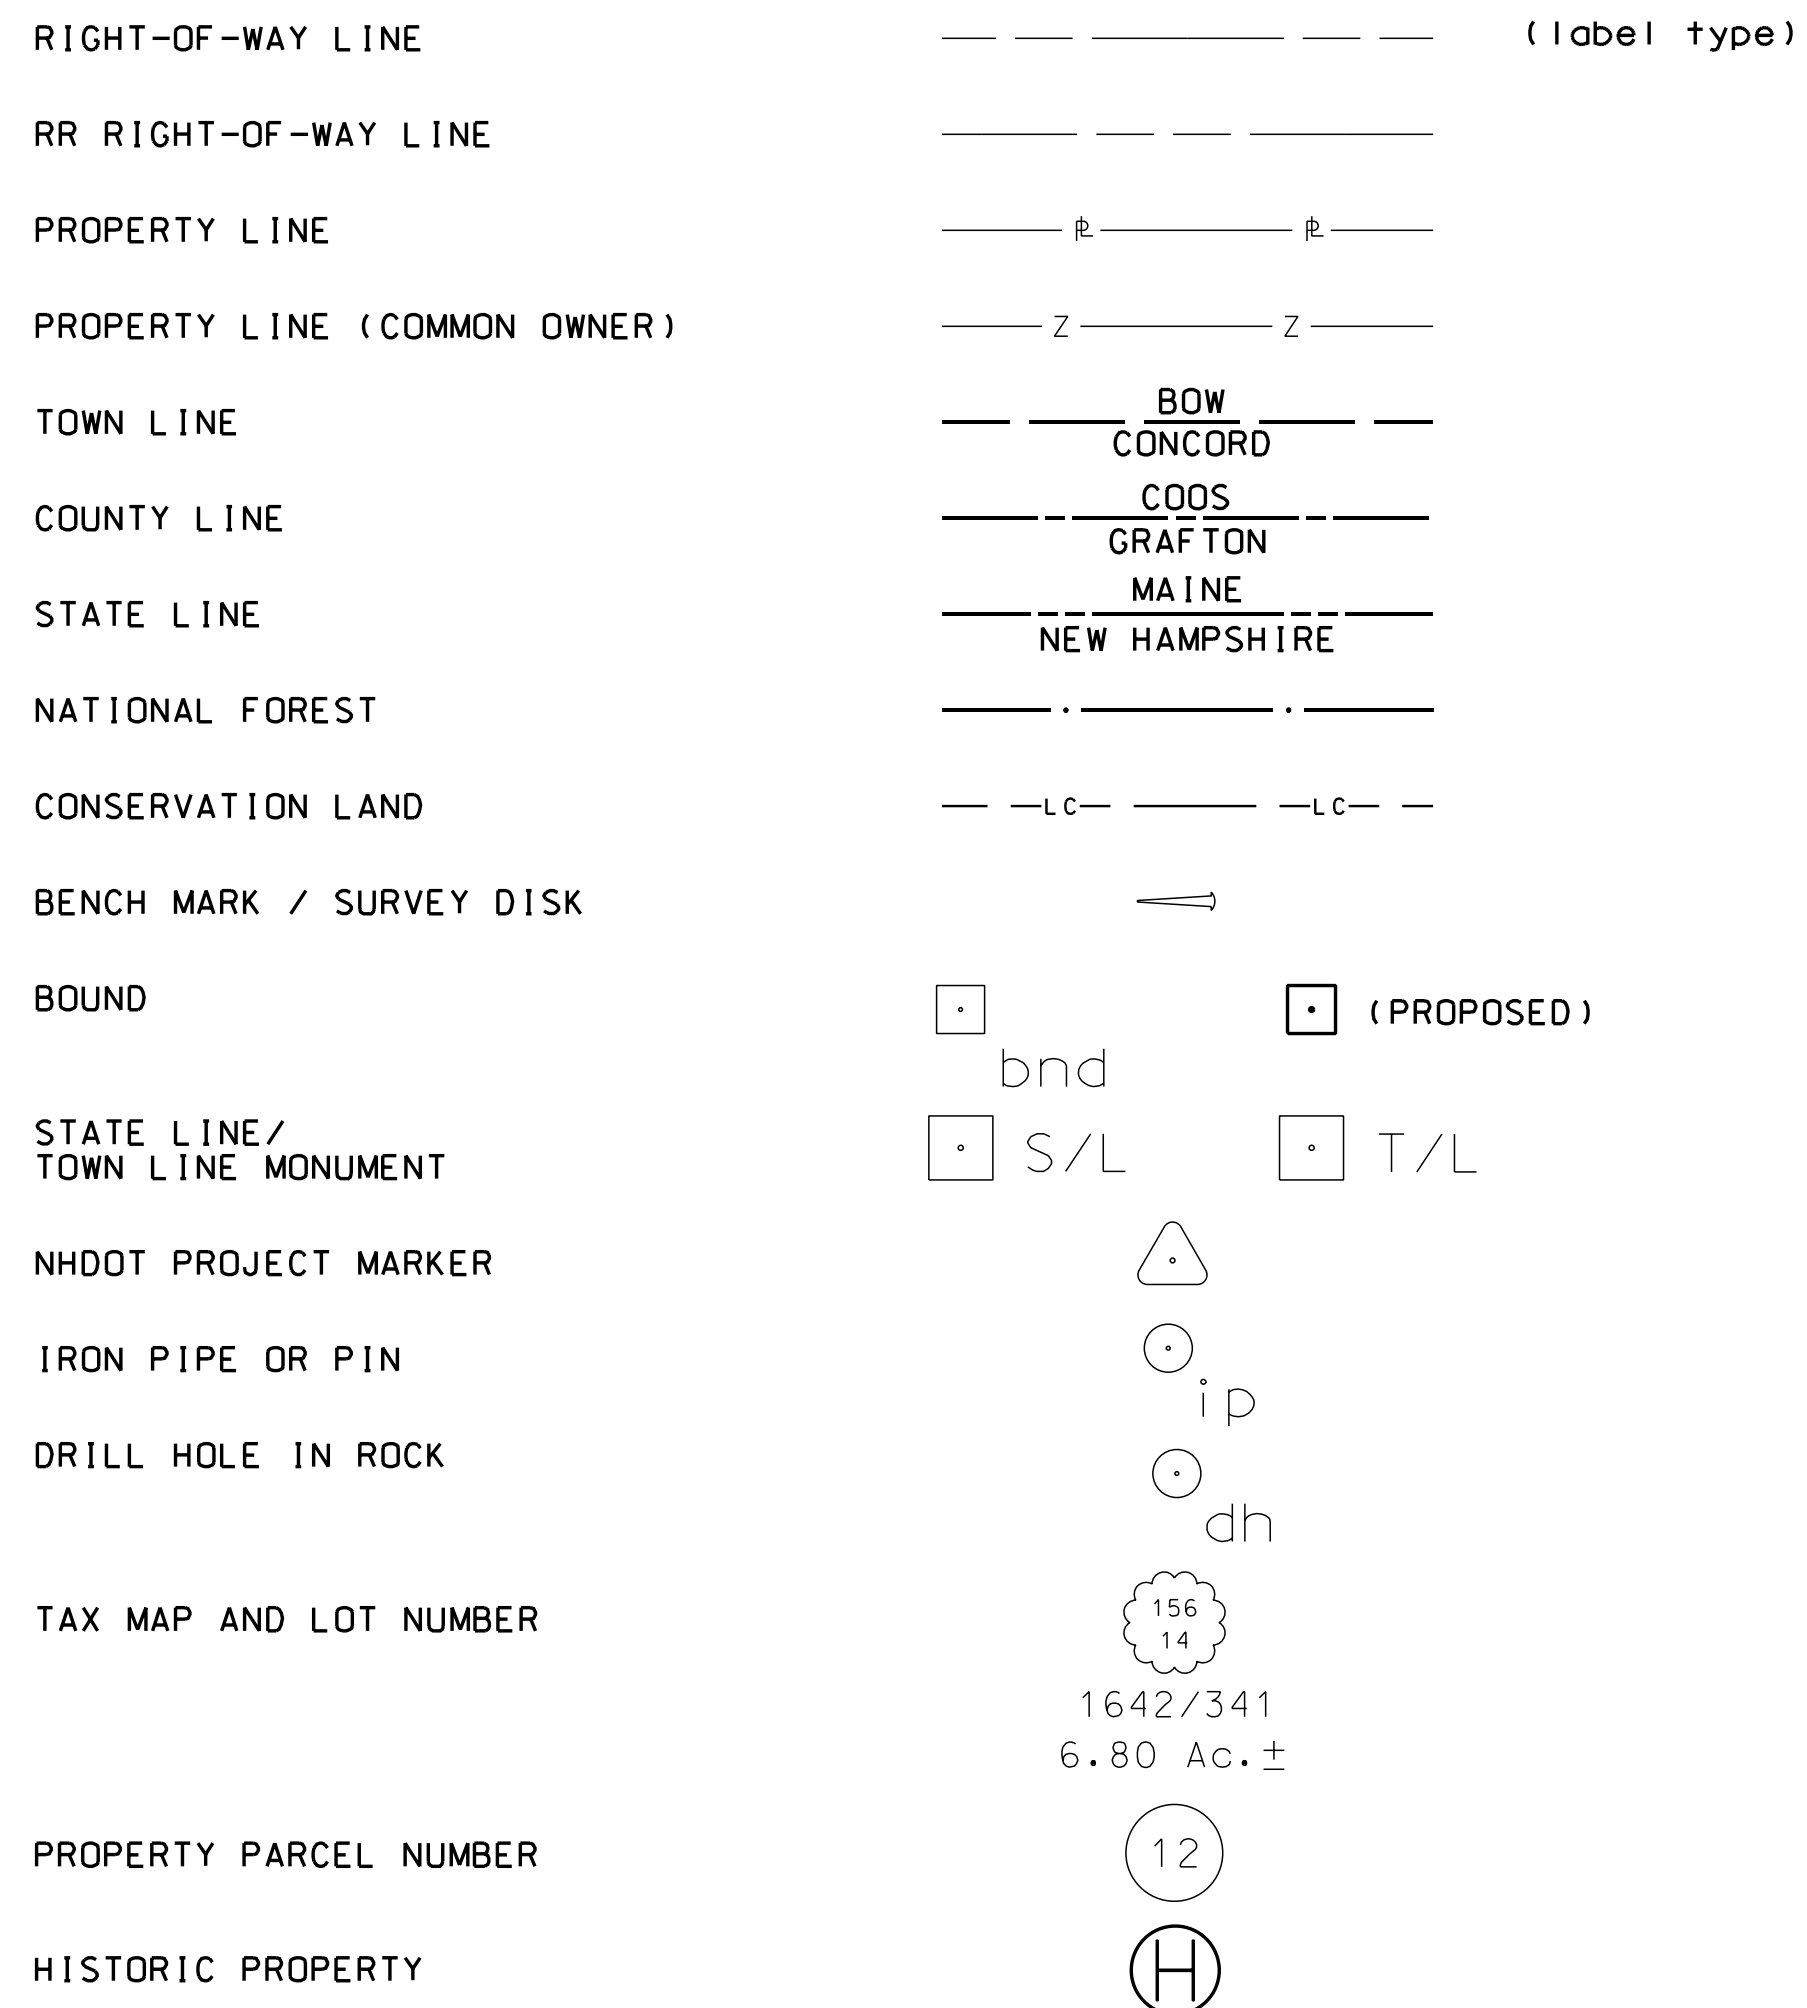 RIGHT-OF-WAY LINE (label type)
RR RIGHT-OF-WAY LINE
PROPERTY LINE PL PL
PROPERTY LINE (COMMON OWNER) Z Z
BOW
TOWN LINE
CONCORD
COOS
COUNTY LINE
GRAFTON
MAINE
STATE LINE
NEW HAMPSHIRE
NATIONAL FOREST
CONSERVATION LAND LC LC
BENCH MARK / SURVEY DISK
BOUND (PROPOSED)
bnd
STATE LINE/
TOWN LINE MONUMENT S/L T/L
NHDOT PROJECT MARKER
IRON PIPE OR PIN
ip
DRILL HOLE IN ROCK
dh
TAX MAP AND LOT NUMBER
156
14
1642/341
6.80 Ac.±
PROPERTY PARCEL NUMBER 12
HISTORIC PROPERTY H